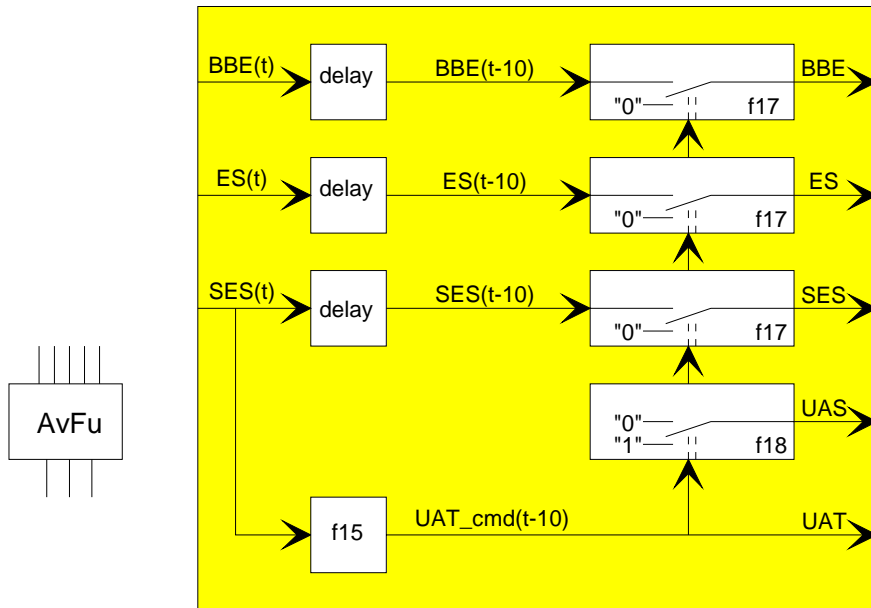 BBE(t)
delay
BBE(t-10)
"0"
f17
BBE
ES(t)
delay
ES(t-10)
"0"
f17
ES
SES(t)
delay
SES(t-10)
"0"
f17
SES
AvFu
"0"
"1"
f18
UAS
f15
UAT_cmd(t-10)
UAT